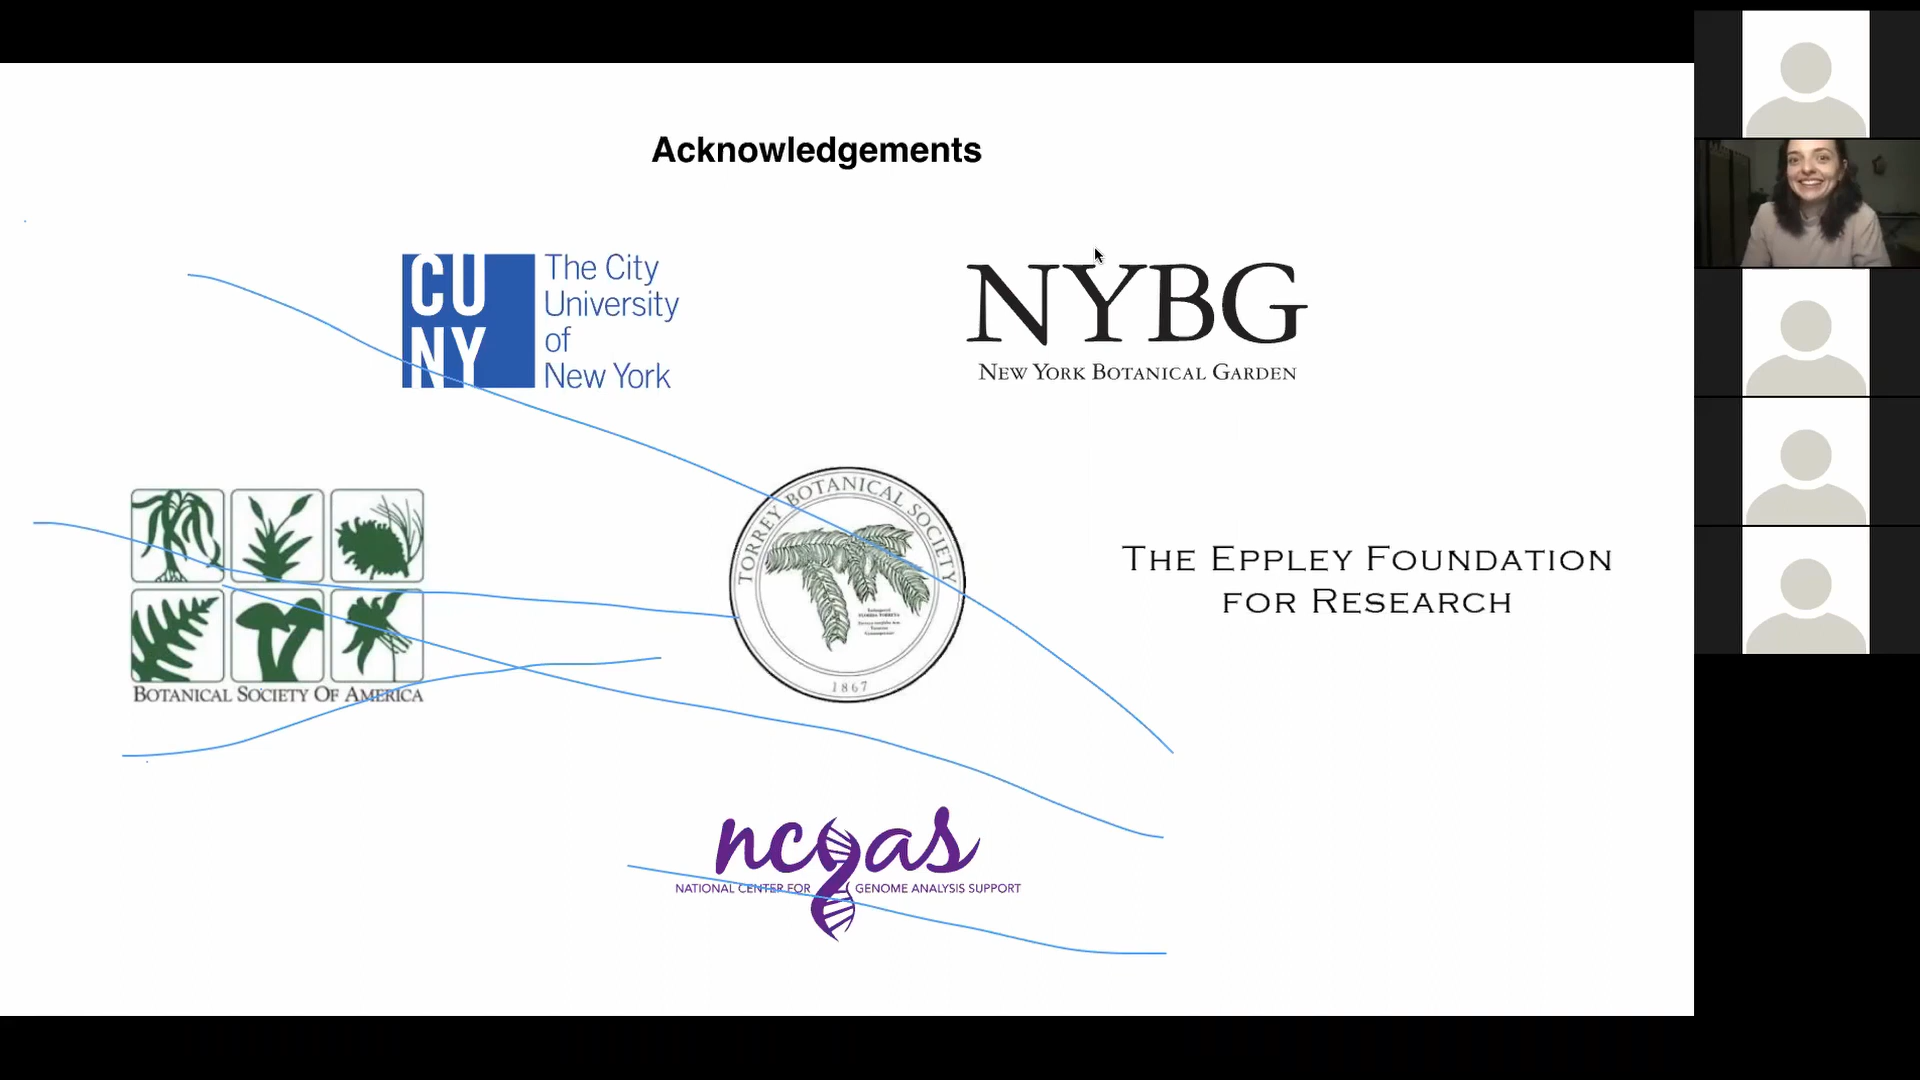 Acknowledgements
CU
NY
The City
University
of
New York
NYBG
New York Botanical Garden
Botanical Society Of America
TORREY BOTANICAL SOCIETY
1867
The Eppley Foundation
for Research
ncgas
NATIONAL CENTER FOR GENOME ANALYSIS SUPPORT